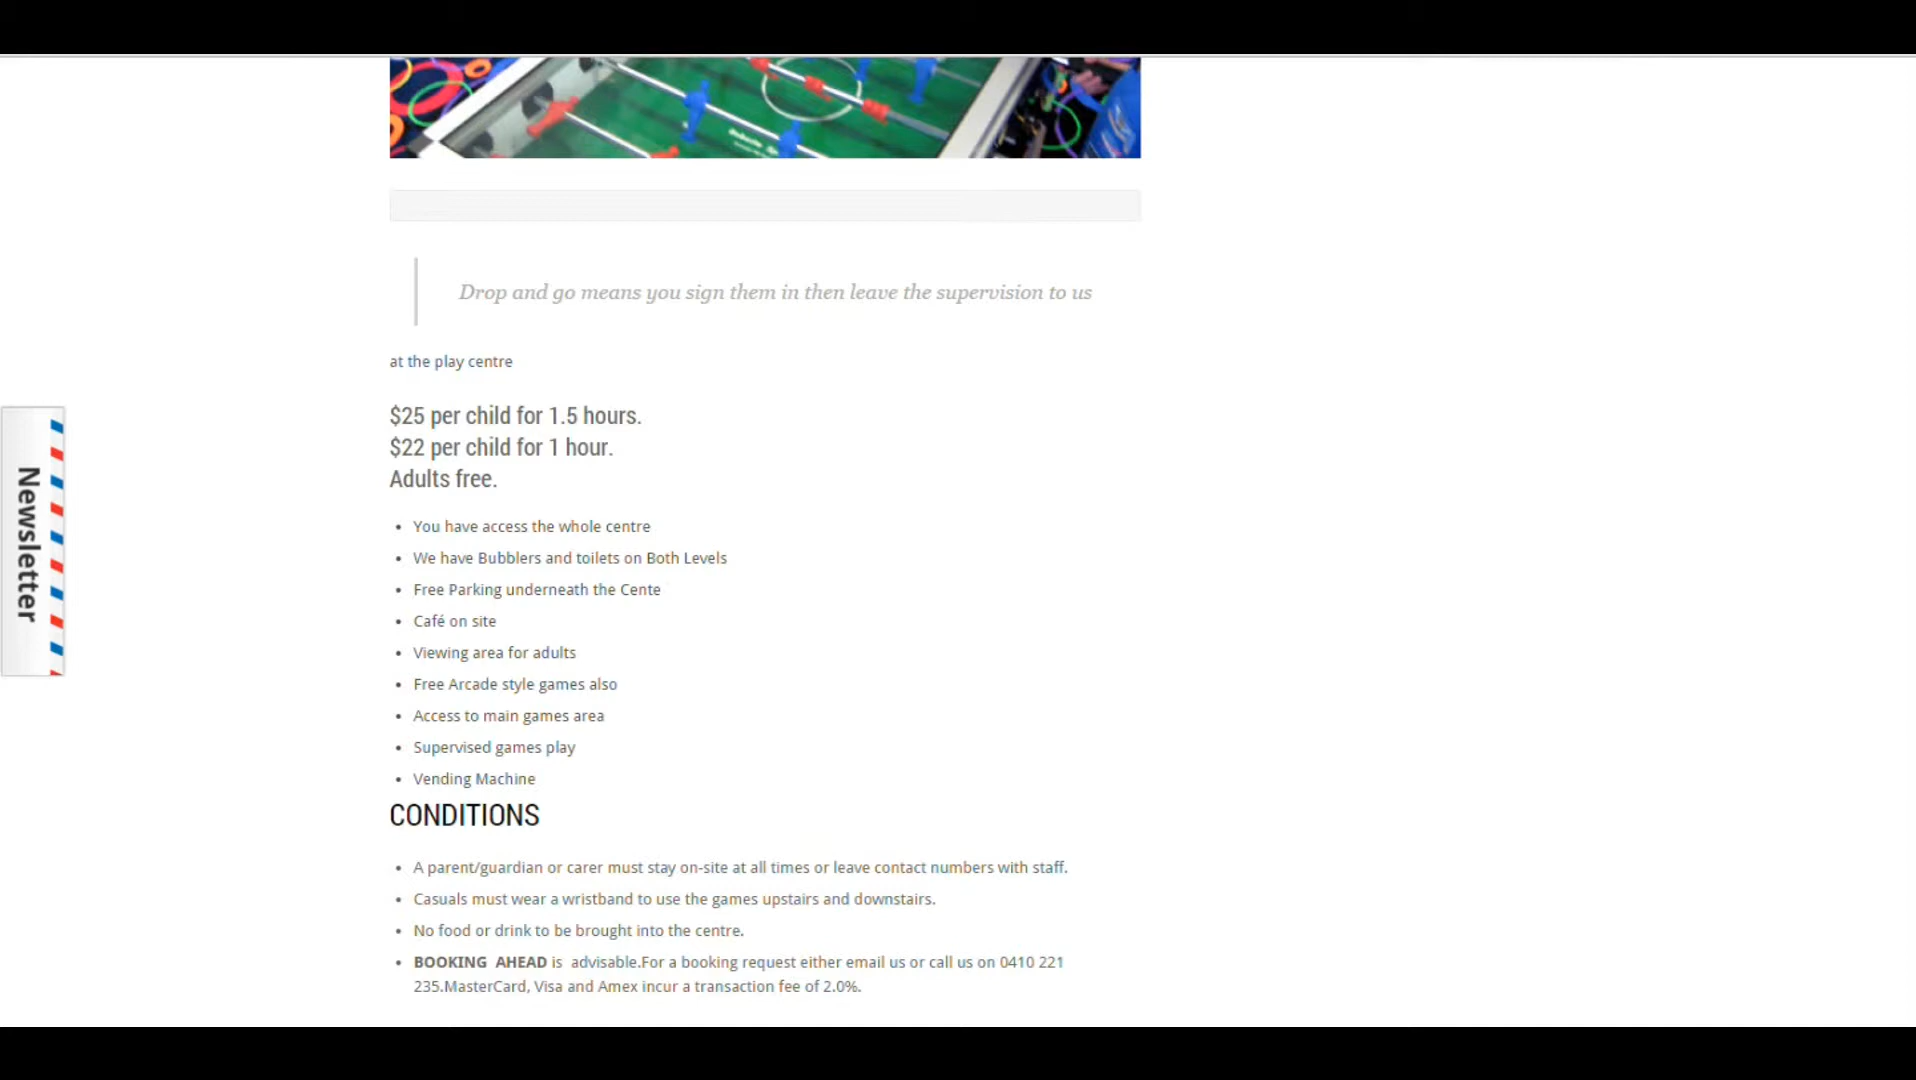 Drop and go means you sign them in then leave the supervision to us
at the play centre
$25 per child for 1.5 hours.
$22 per child for 1 hour.
Adults free.
• You have access the whole centre
• We have Bubblers and toilets on Both Levels
• Free Parking underneath the Cente
• Café on site
• Viewing area for adults
• Free Arcade style games also
• Access to main games area
• Supervised games play
• Vending Machine
Newsletter
CONDITIONS
• A parent/guardian or carer must stay on-site at all times or leave contact numbers with staff.
• Casuals must wear a wristband to use the games upstairs and downstairs.
• No food or drink to be brought into the centre.
• BOOKING  AHEAD is  advisable.For a booking request either email us or call us on 0410 221
235.MasterCard, Visa and Amex incur a transaction fee of 2.0%.